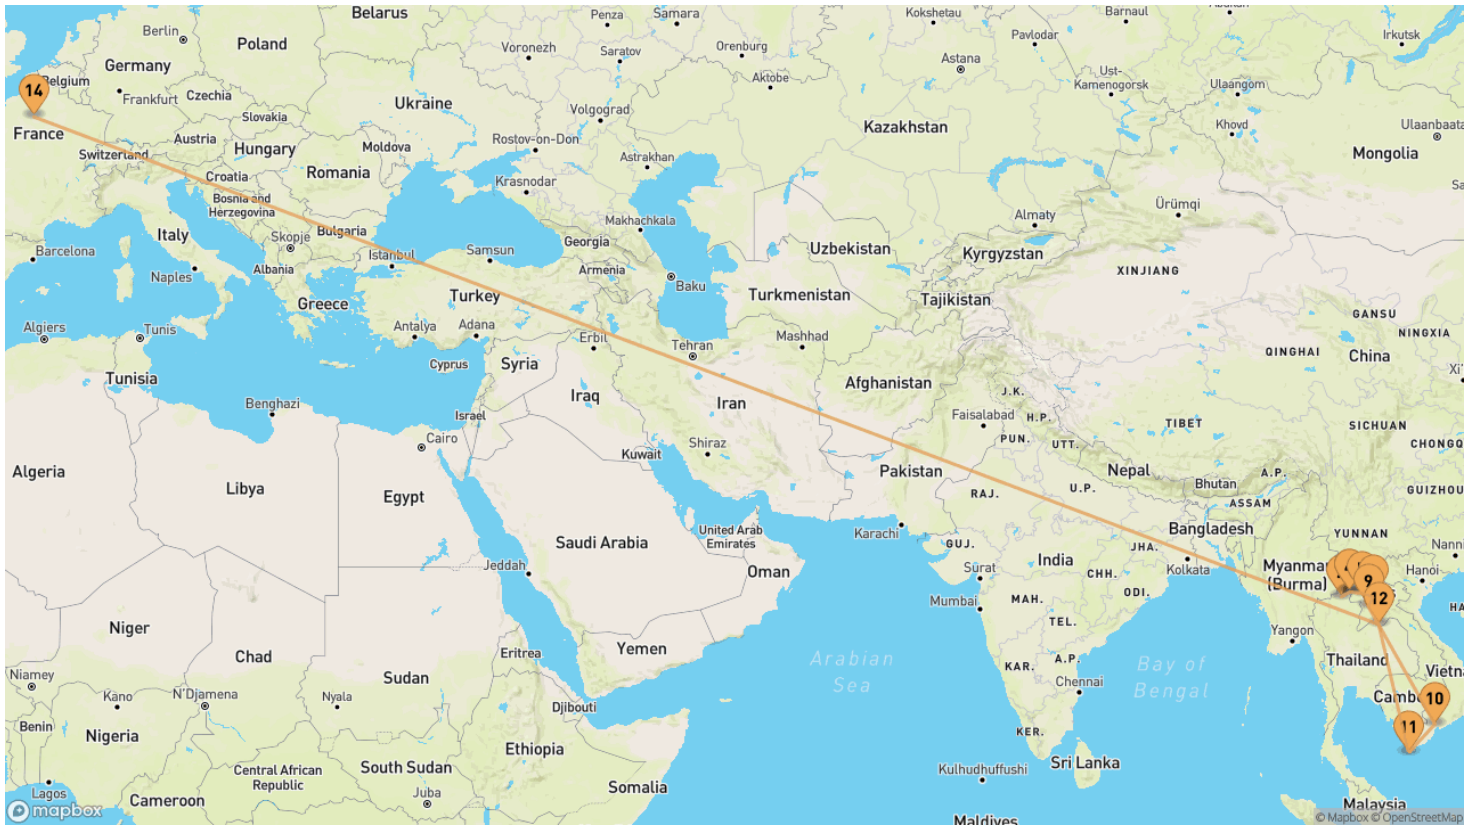 Belarus
Penza
Samara
Kokshetau
Barnaul
Irkutsk
Berlin
Poland
Voronezh
Saratov
Orenburg
Pavlodar
Astana
Germany
Belgium
14
Frankfurt
Czechia
Ukraine
Volgograd
Aktobe
Ust-
Kamenogorsk
Ulaangom
France
Slovakia
Austria
Hungary
Moldova
Rostov-on-Don
Kazakhstan
Khovd
Ulaanbaata
Mongolia
Switzerland
Croatia
Romania
Astrakhan
Krasnodar
Bosnia and
Herzegovina
Makhachkala
Almaty
Ürümqi
Barcelona
Italy
Skopje
Bulgaria
Istanbul
Samsun
Georgia
Uzbekistan
Kyrgyzstan
Naples
Albania
Armenia
Baku
XINJIANG
Greece
Turkey
Turkmenistan
Tajikistan
GANSU
Algiers
Tunis
Antalya
Adana
Erbil
Tehran
Mashhad
NINGXIA
QINGHAI
China
Tunisia
Cyprus
Syria
Afghanistan
J.K.
Xi'
Benghazi
Israel
Iraq
Iran
Faisalabad
H.P.
TIBET
SICHUAN
Cairo
Shiraz
PUN.
UTT.
CHONGQ
Algeria
Kuwait
Pakistan
Nepal
A.P.
Libya
Egypt
RAJ.
U.P.
Bhutan
GUIZHOU
ASSAM
Karachi
United Arab
Emirates
Bangladesh
YUNNAN
Saudi Arabia
GUJ.
JHA.
Nanni
Jeddah
Oman
Surat
India
CHH.
Kolkata
Myanmar
(Burma)
Hanoi
9
Mumbai
MAH.
ODI.
12
HA
Niger
TEL.
Yangon
Chad
Eritrea
Yemen
Arabian
Sea
KAR.
A.P.
Bay of
Bengal
Thailand
Vietna
Niamey
Kano
N'Djamena
Nyala
Sudan
Chennai
Camb
10
Djibouti
Benin
Nigeria
KER.
11
Ethiopia
Central African
Republic
South Sudan
Kulhudhuffushi
Sri Lanka
Lagos
Cameroon
Juba
Somalia
Malaysia
mapbox
Maldives
© Mapbox © OpenStreetMap